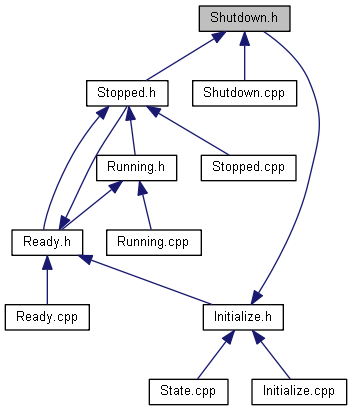 Shutdown.h
Stopped.h
Shutdown.cpp
Running.h
Stopped.cpp
Ready.h
Running.cpp
Ready.cpp
Initialize.h
State.cpp
Initialize.cpp